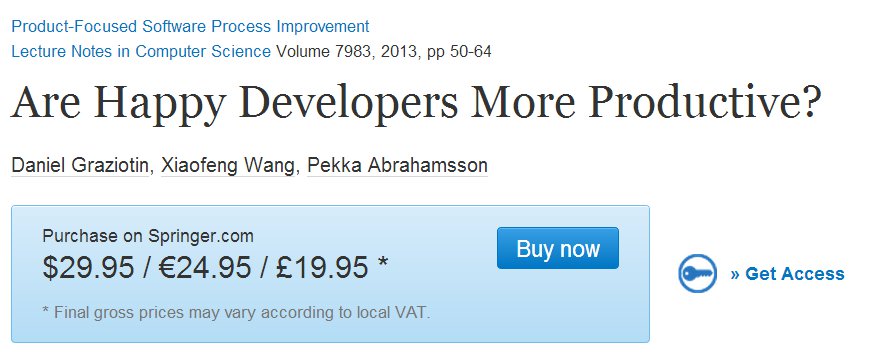 Product-Focused Software Process Improvement
Lecture Notes in Computer Science Volume 7983, 2013, pp 50-64
Are Happy Developers More Productive?
Daniel Graziotin, Xiaofeng Wang, Pekka Abrahamsson
Purchase on Springer.com
$29.95 / €24.95 / £19.95 *
Buy now
* Final gross prices may vary according to local VAT.
» Get Access